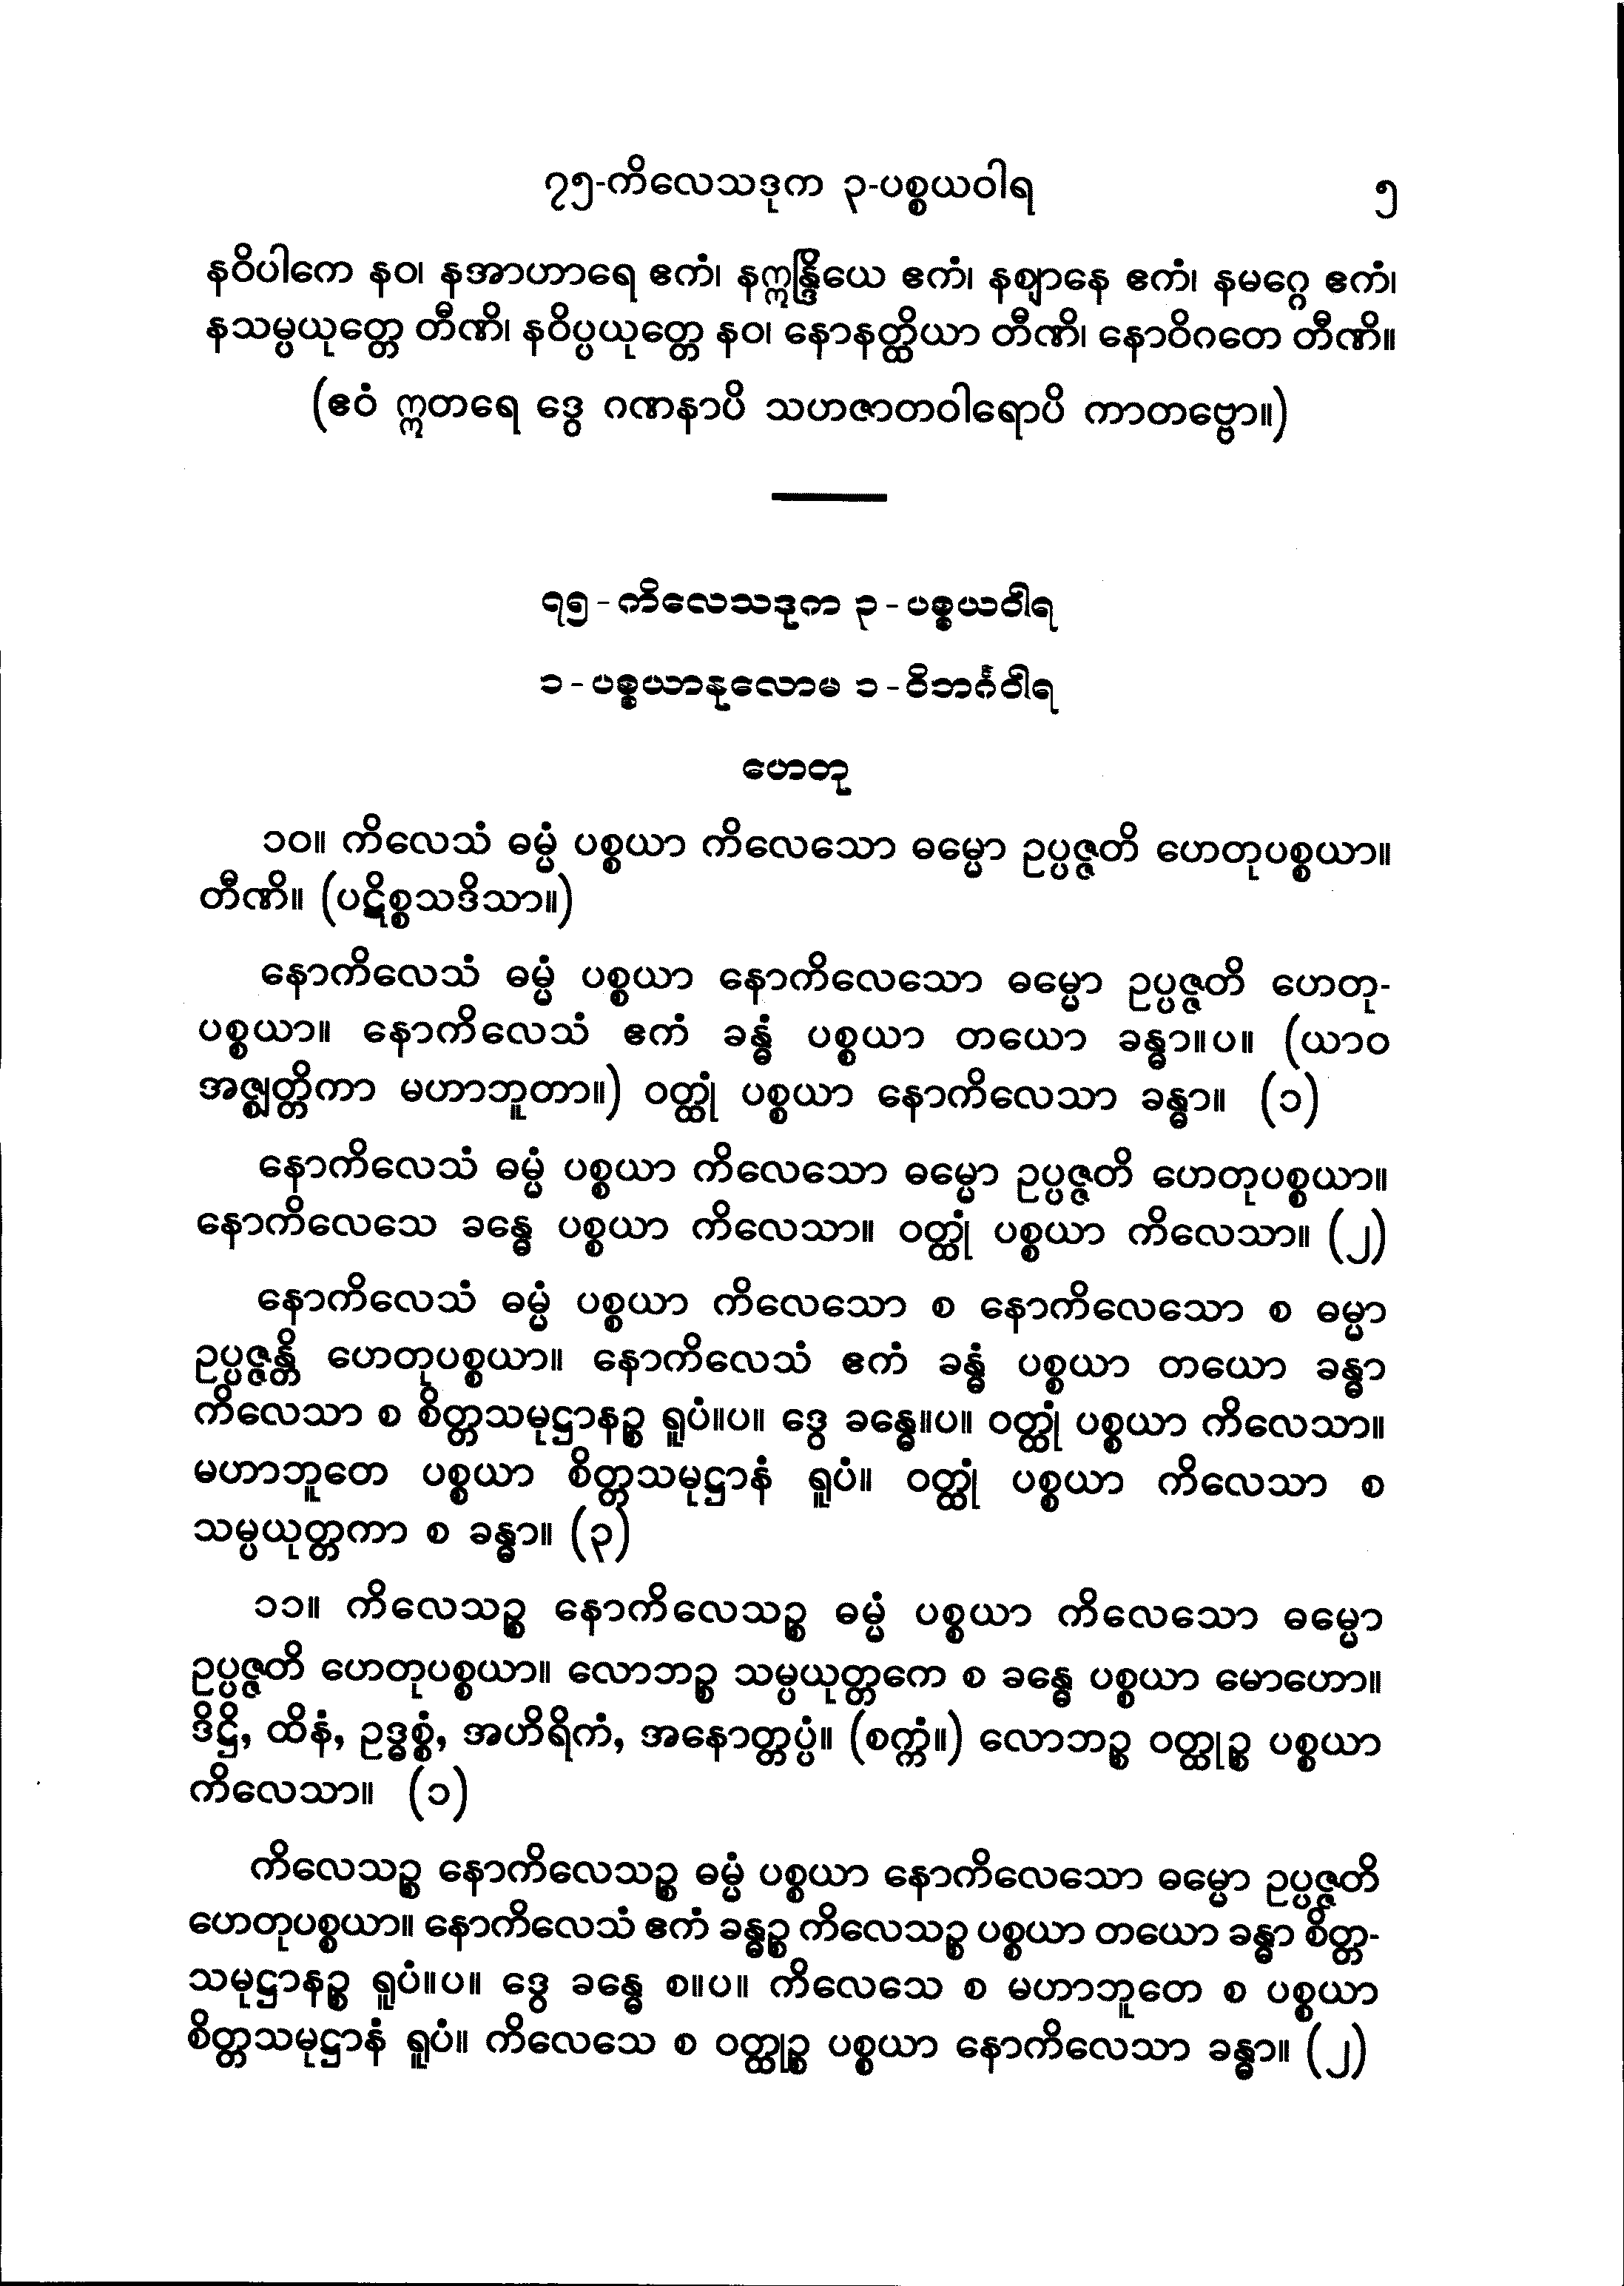 ၇၅-ကိလေသဒုက ၃-ပစ္စယဝါရ ၅
နဝိပါကေ နဝ၊ နအာဟာရေ ဧကံ၊ နဣန္ဒြိယေ ဧကံ၊ နဈာနေ ဧကံ၊ နမဂ္ဂေ ဧကံ၊
နသမ္ပယုတ္တေ တီဏိ၊ နဝိပ္ပယုတ္တေ နဝ၊ နောနတ္ထိယာ တီဏိ၊ နောဝိဂတေ တီဏိ။
(ဧဝံ ဣတရေ ဒွေ ဂဏနာပိ သဟဇာတဝါရောပိ ကာတဗ္ဗော။)
၇၅-ကိလေသဒုက ၃-ပစ္စယဝါရ
၁-ပစ္စယာနုလောမ ၁-ဝိဘင်္ဂဝါရ
ဟေတု
၁၀။ ကိလေသံ ဓမ္မံ ပစ္စယာ ကိလေသော ဓမ္မော ဥပ္ပဇ္ဇတိ ဟေတုပစ္စယာ။
တီဏိ။ (ပဋိစ္စသဒိသာ။)
နောကိလေသံ ဓမ္မံ ပစ္စယာ နောကိလေသော ဓမ္မော ဥပ္ပဇ္ဇတိ ဟေတု-
ပစ္စယာ။ နောကိလေသံ ဧကံ ခန္ဓံ ပစ္စယာ တယော ခန္ဓာ။ပ။ (ယာဝ
အဇ္ဈတ္တိကာ မဟာဘူတာ။) ဝတ္ထုံ ပစ္စယာ နောကိလေသာ ခန္ဓာ။ (၁)
နောကိလေသံ ဓမ္မံ ပစ္စယာ ကိလေသော ဓမ္မော ဥပ္ပဇ္ဇတိ ဟေတုပစ္စယာ။
နောကိလေသေ ခန္ဓေ ပစ္စယာ ကိလေသာ။ ဝတ္ထုံ ပစ္စယာ ကိလေသာ။ (၂)
နောကိလေသံ ဓမ္မံ ပစ္စယာ ကိလေသော စ နောကိလေသော စ ဓမ္မာ
ဥပ္ပဇ္ဇန္တိ ဟေတုပစ္စယာ။ နောကိလေသံ ဧကံ ခန္ဓံ ပစ္စယာ တယော ခန္ဓာ
ကိလေသာ စ စိတ္တသမုဋ္ဌာနဉ္စ ရူပံ။ပ။ ဒွေ ခန္ဓေ။ပ။ ဝတ္ထုံ ပစ္စယာ ကိလေသာ။
မဟာဘူတေ ပစ္စယာ စိတ္တသမုဋ္ဌာနံ ရူပံ။ ဝတ္ထုံ ပစ္စယာ ကိလေသာ စ
သမ္ပယုတ္တကာ စ ခန္ဓာ။ (၃)
၁၁။ ကိလေသဉ္စ နောကိလေသဉ္စ ဓမ္မံ ပစ္စယာ ကိလေသော ဓမ္မော
ဥပ္ပဇ္ဇတိ ဟေတုပစ္စယာ။ လောဘဉ္စ သမ္ပယုတ္တကေ စ ခန္ဓေ ပစ္စယာ မောဟော။
ဒိဋ္ဌိ, ထိနံ, ဥဒ္ဓစ္စံ, အဟိရိကံ, အနောတ္တပ္ပံ။ (စက္ကံ။) လောဘဉ္စ ဝတ္ထုဉ္စ ပစ္စယာ
ကိလေသာ။ (၁)
ကိလေသဉ္စ နောကိလေသဉ္စ ဓမ္မံ ပစ္စယာ နောကိလေသော ဓမ္မော ဥပ္ပဇ္ဇတိ
ဟေတုပစ္စယာ။ နောကိလေသံ ဧကံ ခန္ဓဉ္စ ကိလေသဉ္စ ပစ္စယာ တယော ခန္ဓာ စိတ္တ-
သမုဋ္ဌာနဉ္စ ရူပံ။ပ။ ဒွေ ခန္ဓေ စ။ပ။ ကိလေသေ စ မဟာဘူတေ စ ပစ္စယာ
စိတ္တသမုဋ္ဌာနံ ရူပံ။ ကိလေသေ စ ဝတ္ထုဉ္စ ပစ္စယာ နောကိလေသာ ခန္ဓာ။ (၂)